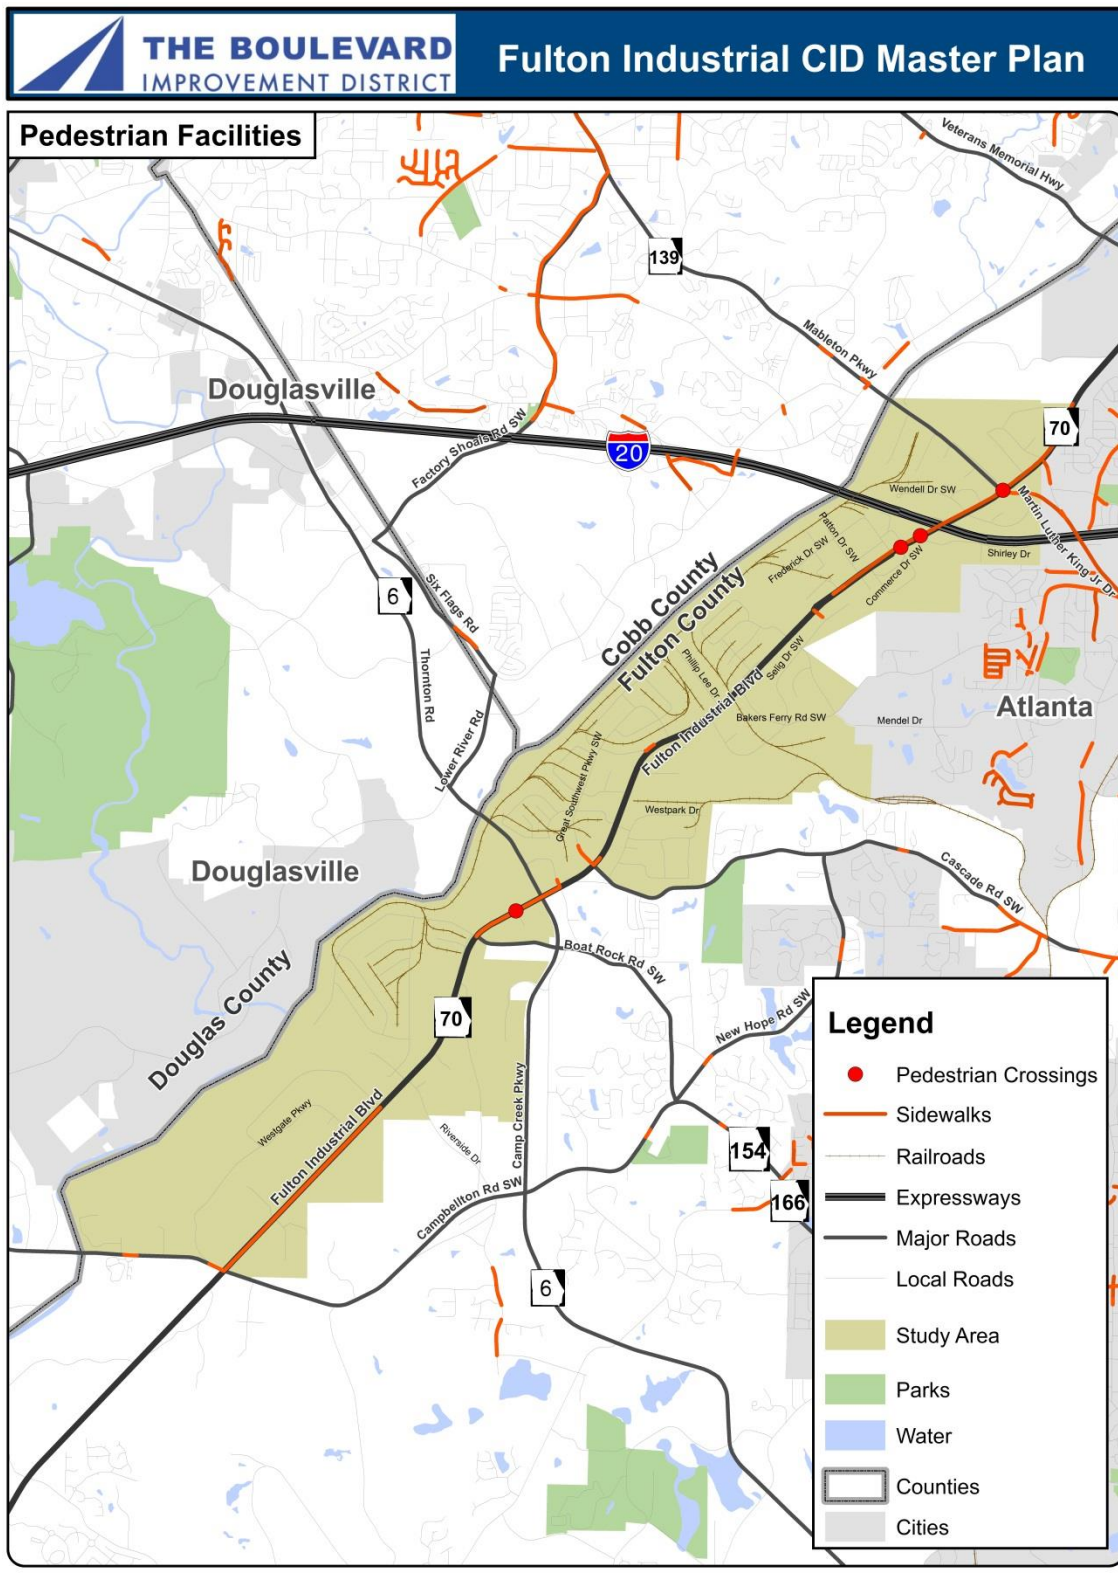 THE BOULEVARD
IMPROVEMENT DISTRICT
Fulton Industrial CID Master Plan
Pedestrian Facilities
Veterans Memorial Hwy
139
Mableton Pkwy
Douglasville
70
Factory Shoals Rd SW
20
Wendell Dr SW
Martin Luther King Jr Dr
Patton Dr SW
Frederick Dr SW
Shirley Dr
Commerce Dr SW
6
Six Flags Rd
Cobb County
Fulton County
Thornton Rd
Selig Dr SW
Phillip Lee Dr
Atlanta
Bakers Ferry Rd SW
Mendel Dr
Fulton Industrial Blvd
Lower River Rd
Great Southwest Pkwy SW
Westpark Dr
Douglasville
Cascade Rd SW
Boat Rock Rd SW
Douglas County
70
New Hope Rd SW
Camp Creek Pkwy
Westgate Pkwy
Fulton Industrial Blvd
Riverside Dr
154
Campbellton Rd SW
166
6
Legend
Pedestrian Crossings
Sidewalks
Railroads
Expressways
Major Roads
Local Roads
Study Area
Parks
Water
Counties
Cities